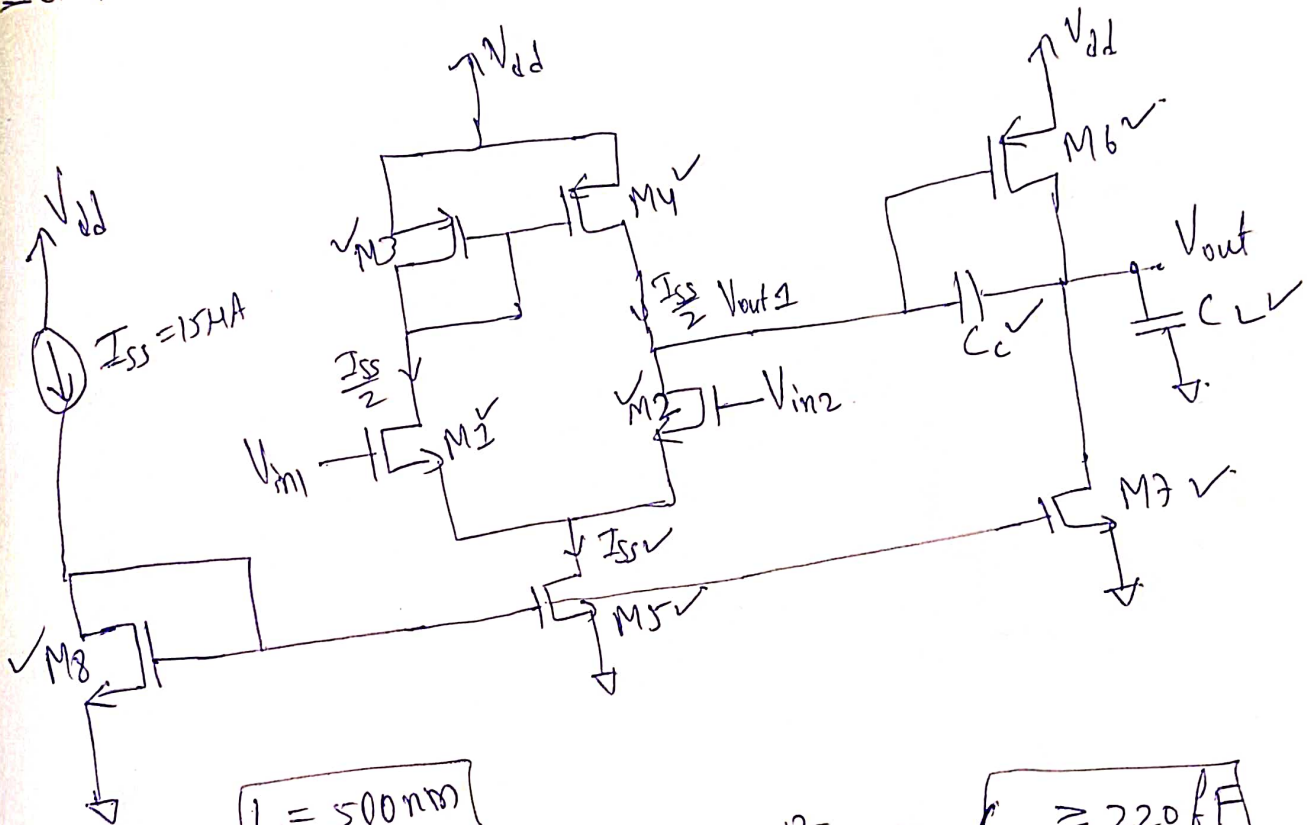 Vdd
Vdd
Vdd
M6 ✓
✓ M3
M4 ✓
Vout
Iss = 15μA
Iss/2
Iss/2
Vout1
Cc ✓
CL ✓
Vin1
M1 ✓
✓ M2
Vin2
M7 ✓
Iss ✓
M5 ✓
✓ M8
L = 500nm
≥ 220fF